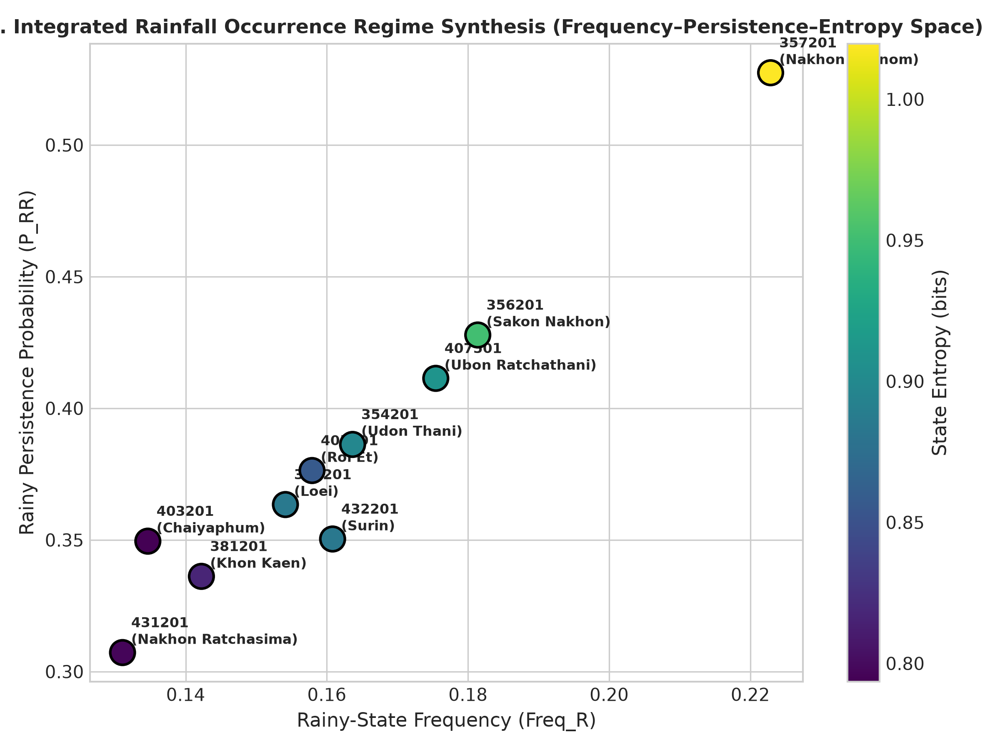 . Integrated Rainfall Occurrence Regime Synthesis (Frequency–Persistence–Entropy Space)
357201
(Nakhon
nom)
1.00
0.50
0.95
State Entropy (bits)
Rainy Persistence Probability (P_RR)
0.45
356201
(Sakon Nakhon)
(Ubon Ratchathani)
0.90
0.40
354201
(Udon Thani)
(Roi Et)
(Loei)
432201
(Surin)
403201
(Chaiyaphum)
0.85
0.35
381201
(Khon Kaen)
431201
(Nakhon Ratchasima)
0.80
0.30
0.14
0.16
0.18
0.20
0.22
Rainy-State Frequency (Freq_R)